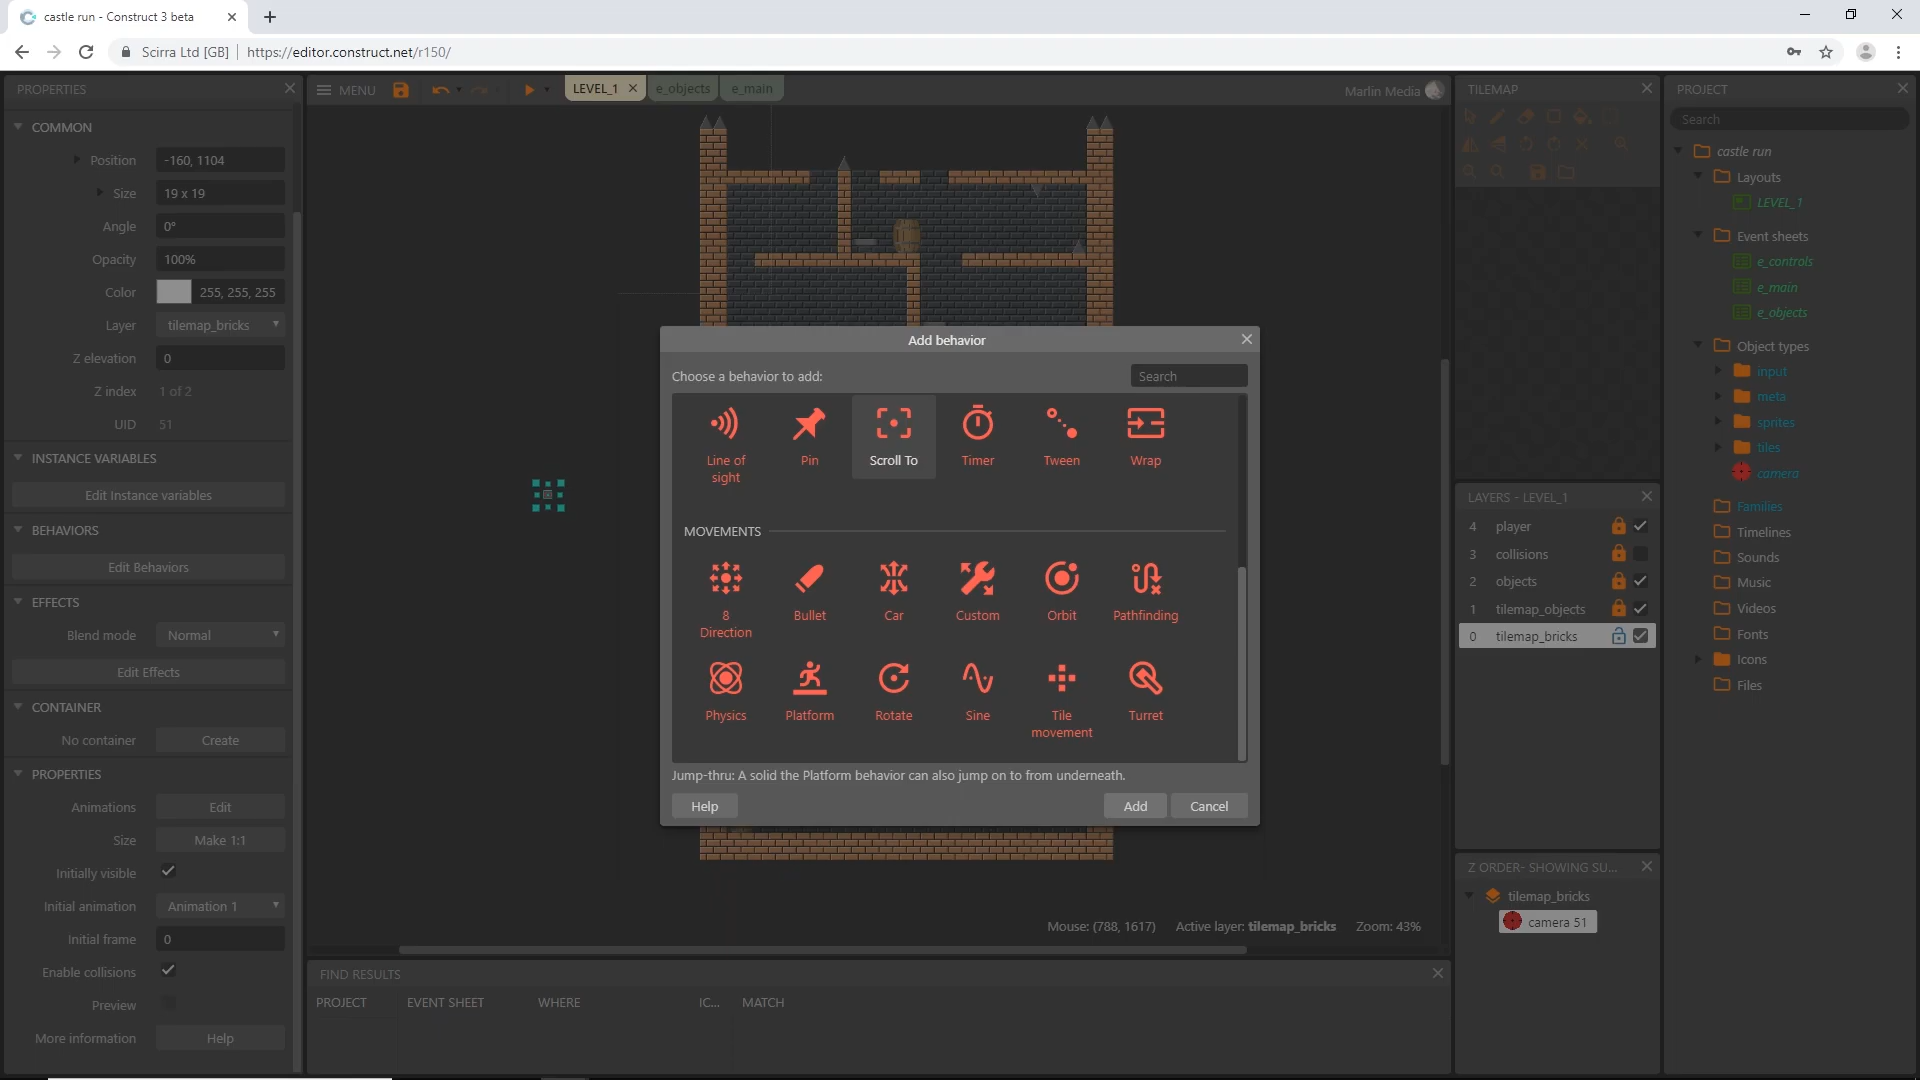 castle run - Construct 3 beta
Scirra Ltd [GB] https://editor.construct.net/r150/
PROPERTIES
COMMON
Position -160, 1104
Size 19 x 19
Angle 0°
Opacity 100%
Color 255, 255, 255
Layer tilemap_bricks
Z elevation 0
Z index 1 of 2
UID 51
INSTANCE VARIABLES
Edit Instance variables
BEHAVIORS
Edit Behaviors
EFFECTS
Blend mode Normal
Edit Effects
CONTAINER
No container Create
PROPERTIES
Animations Edit
Size Make 1:1
Initially visible
Initial animation Animation 1
Initial frame 0
Enable collisions
Preview
More information Help
MENU
LEVEL_1 e_objects e_main
Marlin Media
Add behavior
Choose a behavior to add:
Search
Line of sight
Pin
Scroll To
Timer
Tween
Wrap
MOVEMENTS
8 Direction
Bullet
Car
Custom
Orbit
Pathfinding
Physics
Platform
Rotate
Sine
Tile movement
Turret
Jump-thru: A solid the Platform behavior can also jump on to from underneath.
Help Add Cancel
Mouse: (788, 1617) Active layer: tilemap_bricks Zoom: 43%
FIND RESULTS
PROJECT EVENT SHEET WHERE IC... MATCH
TILEMAP
LAYERS - LEVEL_1
4 player
3 collisions
2 objects
1 tilemap_objects
0 tilemap_bricks
Z ORDER- SHOWING SU...
tilemap_bricks
camera 51
PROJECT
Search
castle run
Layouts
LEVEL_1
Event sheets
e_controls
e_main
e_objects
Object types
input
meta
sprites
tiles
camera
Families
Timelines
Sounds
Music
Videos
Fonts
Icons
Files